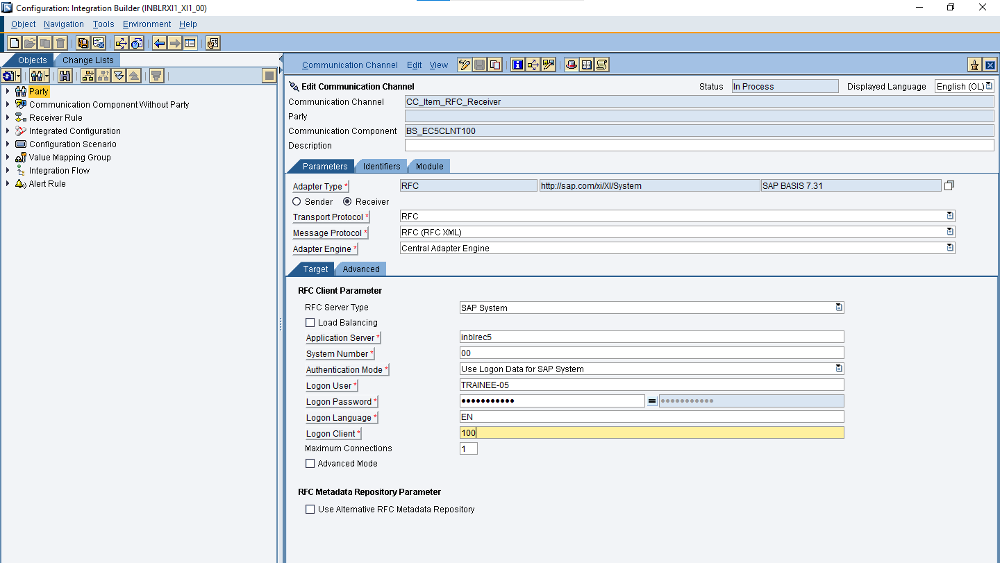 Configuration: Integration Builder (INBLRXI1_XI1_00)
Object Navigation Tools Environment Help
Objects Change Lists
Party
Communication Component Without Party
Receiver Rule
Integrated Configuration
Configuration Scenario
Value Mapping Group
Integration Flow
Alert Rule
Communication Channel Edit View
Edit Communication Channel
Status In Process Displayed Language English (OL)
Communication Channel CC_Item_RFC_Receiver
Party
Communication Component BS_EC5CLNT100
Description
Parameters Identifiers Module
Adapter Type * RFC http://sap.com/xi/XI/System SAP BASIS 7.31
Sender Receiver
Transport Protocol * RFC
Message Protocol * RFC (RFC XML)
Adapter Engine * Central Adapter Engine
Target Advanced
RFC Client Parameter
RFC Server Type SAP System
Load Balancing
Application Server * inblrec5
System Number * 00
Authentication Mode * Use Logon Data for SAP System
Logon User * TRAINEE-05
Logon Password * ••••••••••• = •••••••••••
Logon Language * EN
Logon Client * 100
Maximum Connections 1
Advanced Mode
RFC Metadata Repository Parameter
Use Alternative RFC Metadata Repository